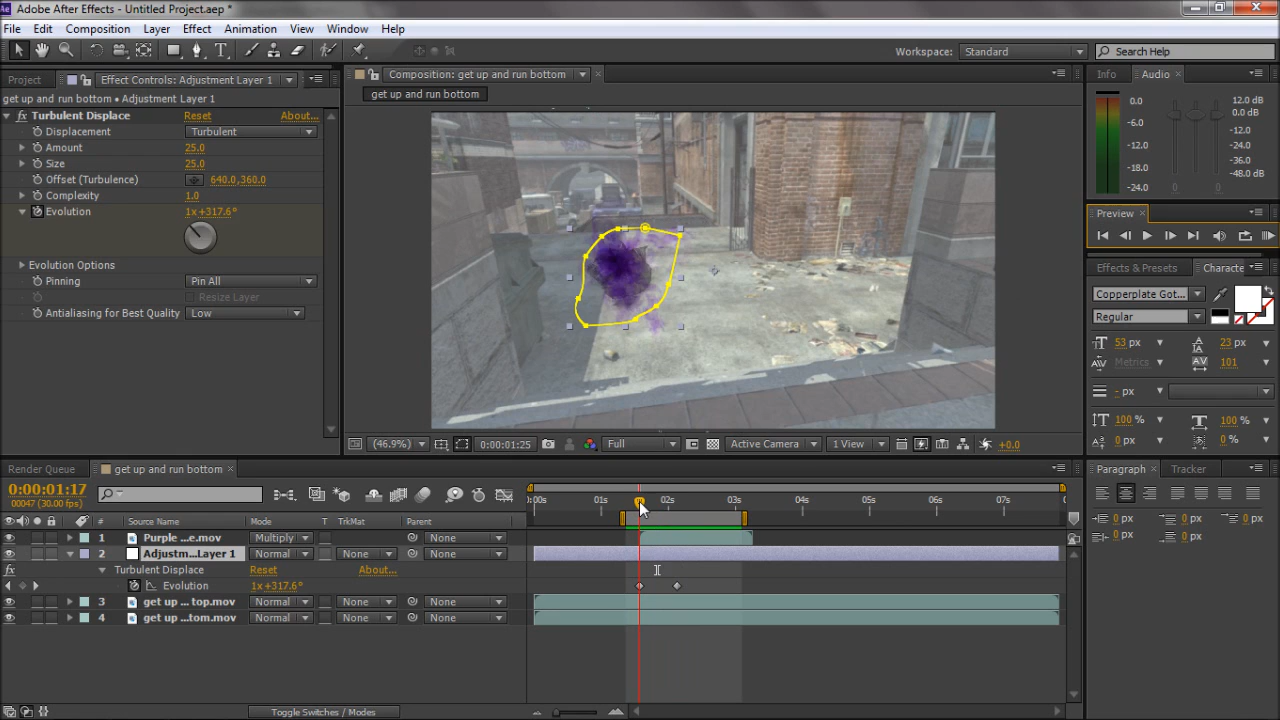 Adobe After Effects - Untitled Project.aep *
File Edit Composition Layer Effect Animation View Window Help
Workspace: Standard Search Help
Project Effect Controls: Adjustment Layer 1
get up and run bottom • Adjustment Layer 1
Turbulent Displace Reset About...
Displacement Turbulent
Amount 25.0
Size 25.0
Offset (Turbulence) 640.0,360.0
Complexity 1.0
Evolution 1x+317.6°
Evolution Options
Pinning Pin All
Resize Layer
Antialiasing for Best Quality Low
Composition: get up and run bottom
get up and run bottom
(46.9%) 0:00:01:25 Full Active Camera 1 View +0.0
Info Audio
0.0 12.0 dB
-6.0 0.0 dB
-12.0 -12.0
-18.0 -24.0
-24.0 -36.0
-48.0 dB
0 0
Preview
Effects & Presets Characte
Copperplate Got...
Regular
53 px 23 px
Metrics 101
- px
100 % 100 %
0 px 0 %
Render Queue get up and run bottom
0:00:01:17
00047 (30.00 fps)
# Source Name Mode T TrkMat Parent
1 Purple ...e.mov Multiply None
2 Adjustm...Layer 1 Normal None None
Turbulent Displace Reset About...
Evolution 1x+317.6°
3 get up ... top.mov Normal None None
4 get up ...tom.mov Normal None None
Toggle Switches / Modes
:00s 01s 02s 03s 04s 05s 06s 07s
Paragraph Tracker
0 px 0 px 0 px
0 px 0 px